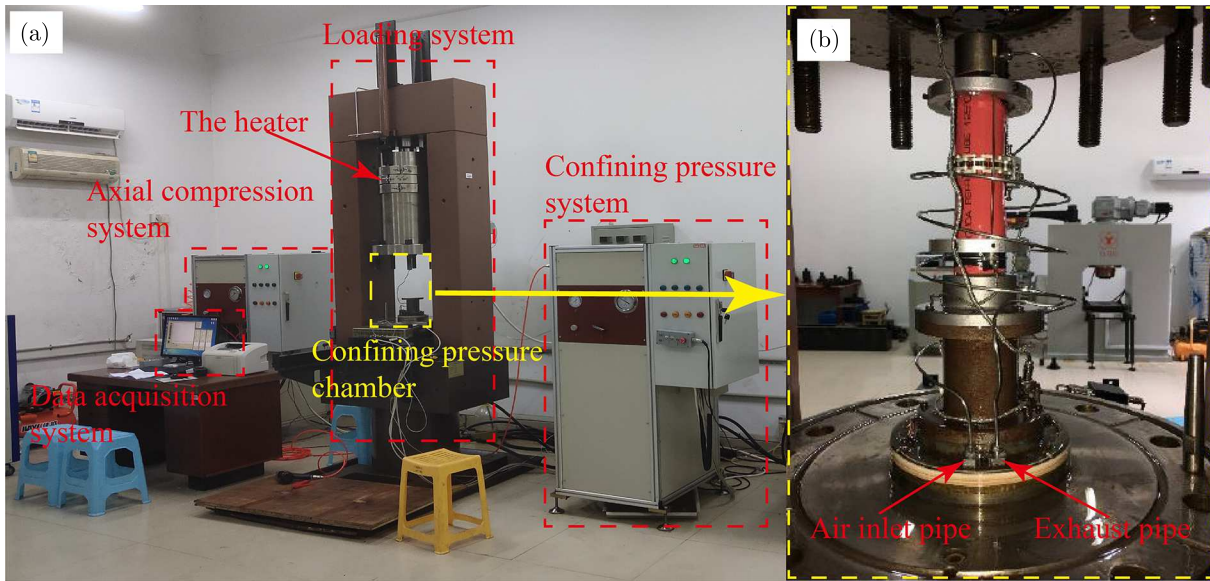 (a)
Loading system
The heater
Axial compression
system
Confining pressure
system
Confining pressure
chamber
Data acquisition
system
(b)
Air inlet pipe
Exhaust pipe